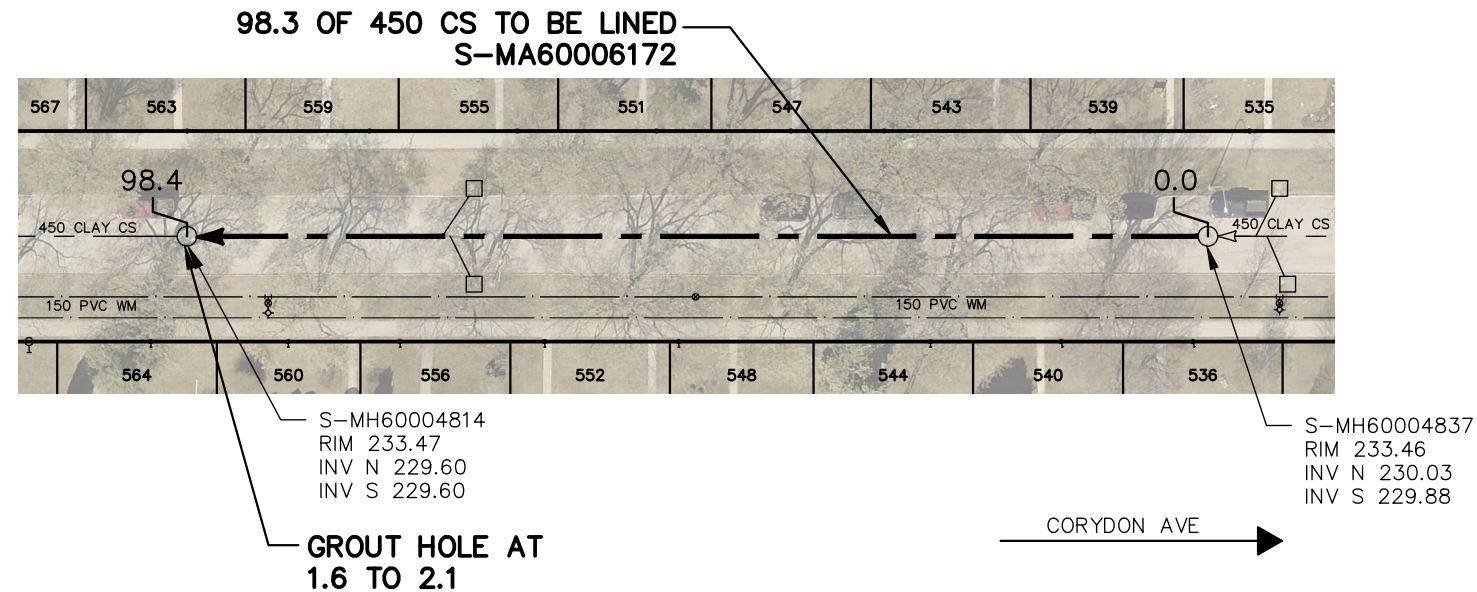 98.3 OF 450 CS TO BE LINED
S-MA60006172
567 563 559 555 551 547 543 539 535
98.4 0.0
450 CLAY CS 450 CLAY CS
150 PVC WM 150 PVC WM
564 560 556 552 548 544 540 536
S-MH60004814
RIM 233.47
INV N 229.60
INV S 229.60
S-MH60004837
RIM 233.46
INV N 230.03
INV S 229.88
CORYDON AVE
GROUT HOLE AT
1.6 TO 2.1